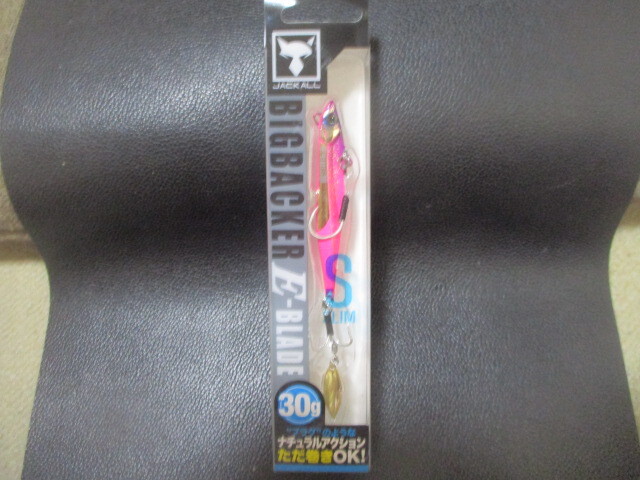 JACKALL
BIGBACKER E-BLADE
SLIM
30g
"プラグ"のような
ナチュラルアクション
ただ巻きOK!